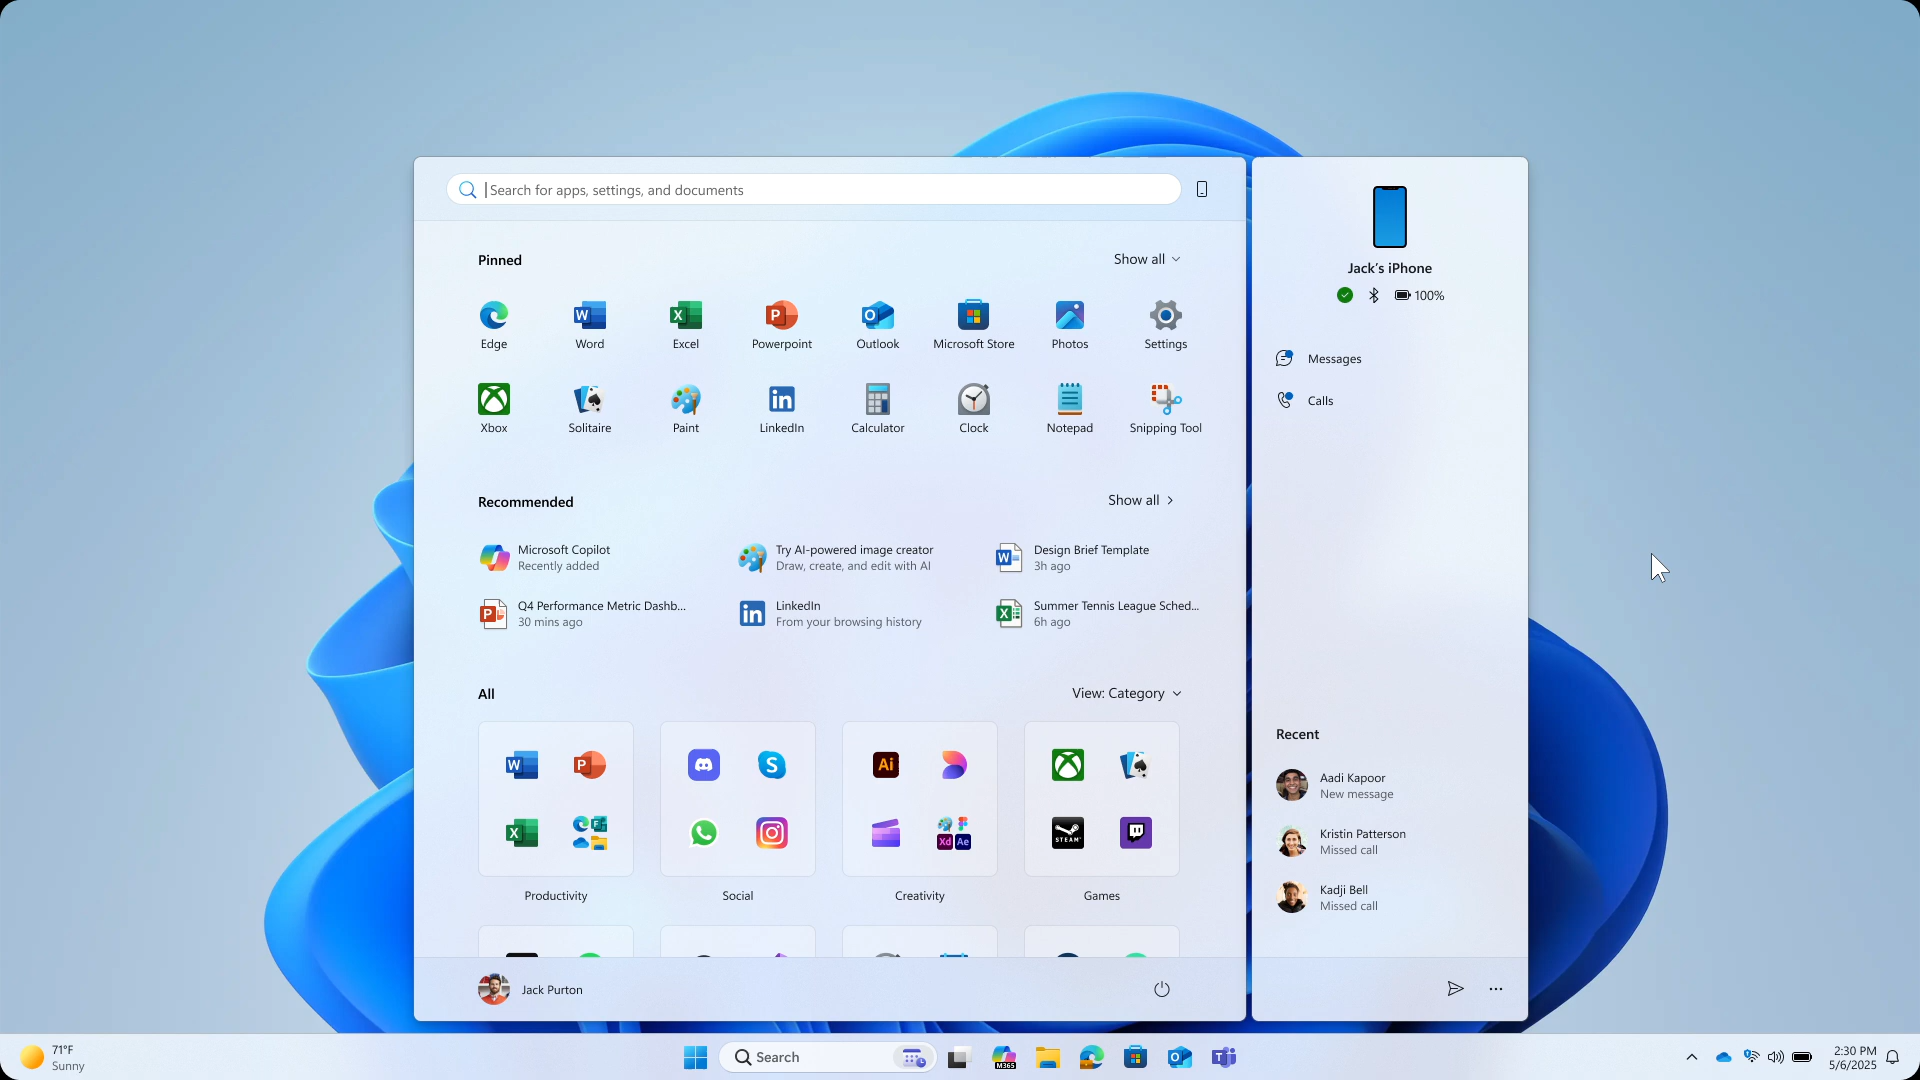 Search for apps, settings, and documents
Pinned
Show all
Edge
Word
Excel
Powerpoint
Outlook
Microsoft Store
Photos
Settings
Xbox
Solitaire
Paint
LinkedIn
Calculator
Clock
Notepad
Snipping Tool
Recommended
Show all
Microsoft Copilot
Recently added
Try AI-powered image creator
Draw, create, and edit with AI
Design Brief Template
3h ago
Q4 Performance Metric Dashb...
30 mins ago
LinkedIn
From your browsing history
Summer Tennis League Sched...
6h ago
All
View: Category
Ai
STEAM
Xd
Ae
Productivity
Social
Creativity
Games
Jack Purton
Jack's iPhone
100%
Messages
Calls
Recent
Aadi Kapoor
New message
Kristin Patterson
Missed call
Kadji Bell
Missed call
71°F
Sunny
Search
M365
2:30 PM
5/6/2025